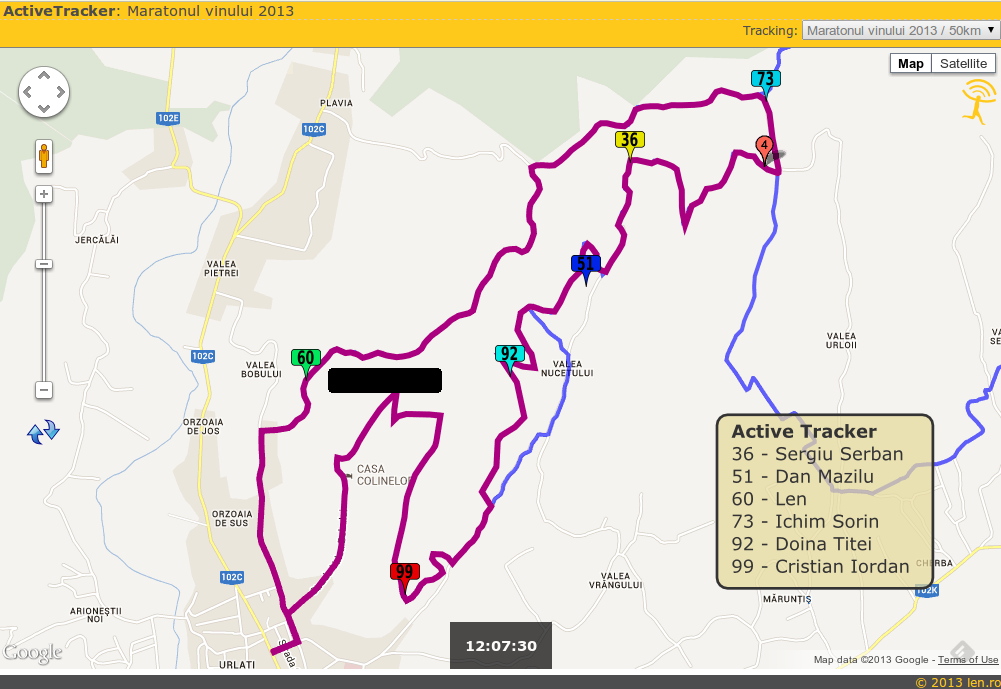 ActiveTracker: Maratonul vinului 2013
Tracking: Maratonul vinului 2013 / 50km
Map Satellite
73
102E
PLAVIA
102C
36
4
JERCĂLĂI
VALEA
PIETREI
51
VALEA
URLOII
102C
60
92
VALEA
BOBULUI
VALEA
NUCETULUI
ORZOAIA
DE JOS
CASA
COLINELOR
ORZOAIA
DE SUS
Active Tracker
36 - Sergiu Serban
51 - Dan Mazilu
60 - Len
73 - Ichim Sorin
92 - Doina Titei
99 - Cristian Iordan
CHERBA
102K
102C
99
VALEA
VRÂNGULUI
MĂRUNȚIȘ
ARIONEȘTII
NOI
URLATI
12:07:30
Google
Map data ©2013 Google - Terms of Use
© 2013 len.ro